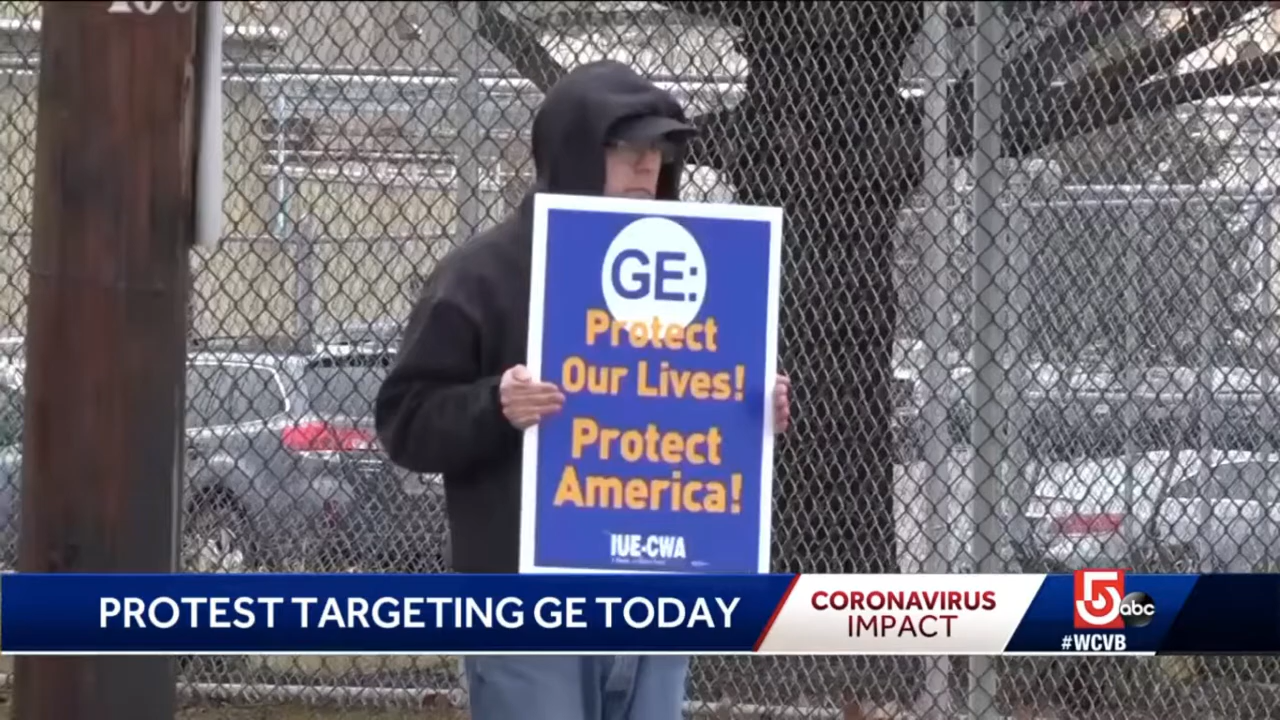 GE:
Protect
Our Lives!
Protect
America!
IUE-CWA
PROTEST TARGETING GE TODAY
CORONAVIRUS
IMPACT
5
abc
#WCVB